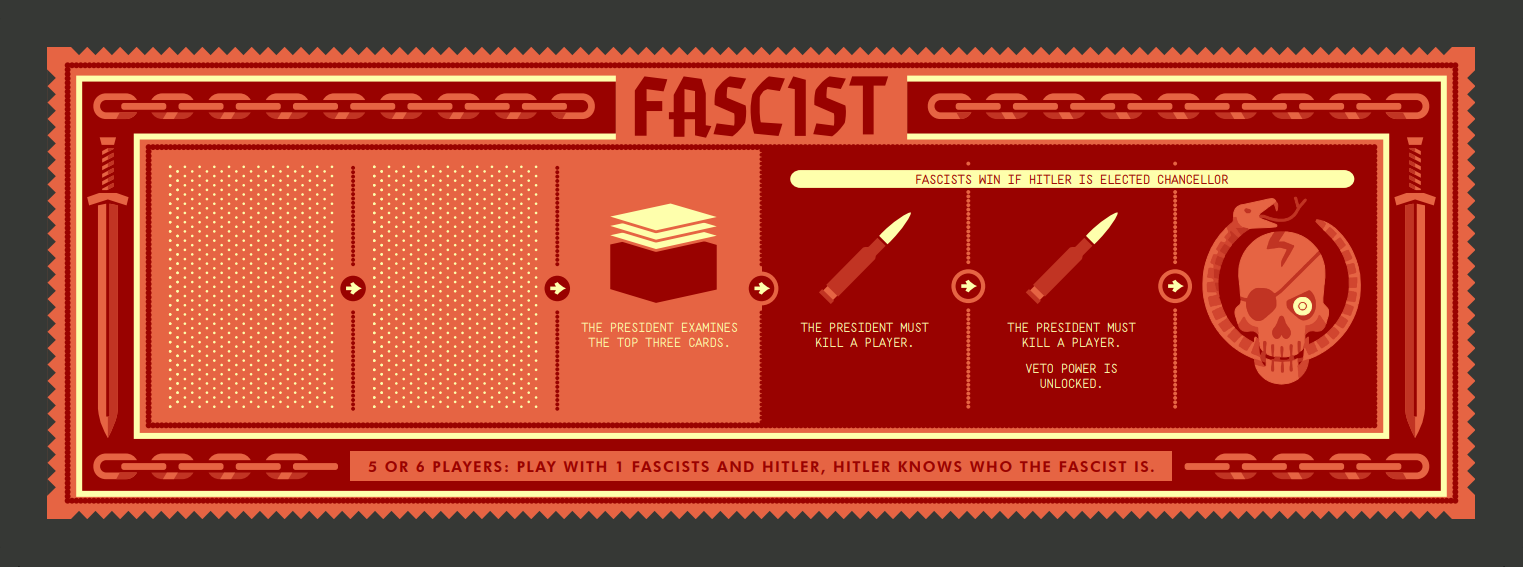 FASCIST
FASCISTS WIN IF HITLER IS ELECTED CHANCELLOR
THE PRESIDENT EXAMINES
THE TOP THREE CARDS.
THE PRESIDENT MUST
KILL A PLAYER.
THE PRESIDENT MUST
KILL A PLAYER.
VETO POWER IS
UNLOCKED.
5 OR 6 PLAYERS: PLAY WITH 1 FASCISTS AND HITLER, HITLER KNOWS WHO THE FASCIST IS.